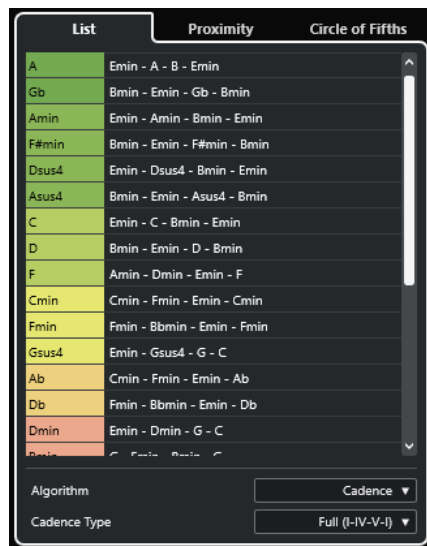 List Proximity Circle of Fifths
A Emin - A - B - Emin
Gb Bmin - Emin - Gb - Bmin
Amin Emin - Amin - Bmin - Emin
F#min Bmin - Emin - F#min - Bmin
Dsus4 Emin - Dsus4 - Bmin - Emin
Asus4 Bmin - Emin - Asus4 - Bmin
C Emin - C - Bmin - Emin
D Bmin - Emin - D - Bmin
F Amin - Dmin - Emin - F
Cmin Cmin - Fmin - Emin - Cmin
Fmin Fmin - Bbmin - Emin - Fmin
Gsus4 Emin - Gsus4 - G - C
Ab Cmin - Fmin - Emin - Ab
Db Fmin - Bbmin - Emin - Db
Dmin Emin - Dmin - G - C
Algorithm Cadence
Cadence Type Full (I-IV-V-I)